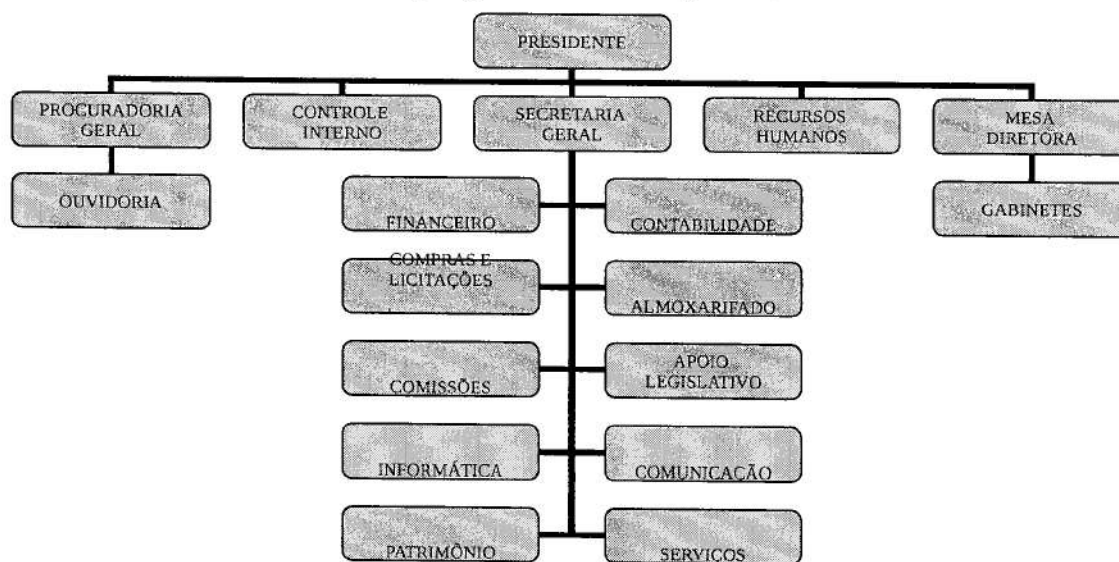 PRESIDENTE
PROCURADORIA
GERAL
CONTROLE
INTERNO
SECRETARIA
GERAL
RECURSOS
HUMANOS
MESA
DIRETORA
OUVIDORIA
GABINETES
FINANCEIRO
CONTABILIDADE
COMPRAS E
LICITAÇÕES
ALMOXARIFADO
COMISSÕES
APOIO
LEGISLATIVO
INFORMÁTICA
COMUNICAÇÃO
PATRIMÔNIO
SERVIÇOS